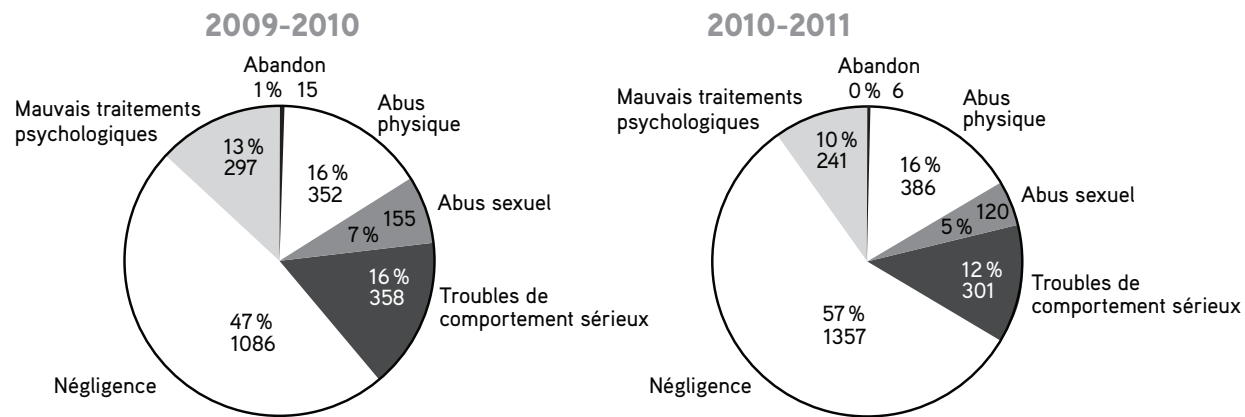 2009-2010
Abandon
1 % 15
Mauvais traitements
psychologiques
Abus
physique
13 %
297
16 %
352
Abus sexuel
155
7 %
16 %
358
Troubles de
comportement sérieux
47 %
1086
Négligence
2010-2011
Abandon
0 % 6
Mauvais traitements
psychologiques
Abus
physique
10 %
241
16 %
386
Abus sexuel
120
5 %
12 %
301
Troubles de
comportement sérieux
57 %
1357
Négligence